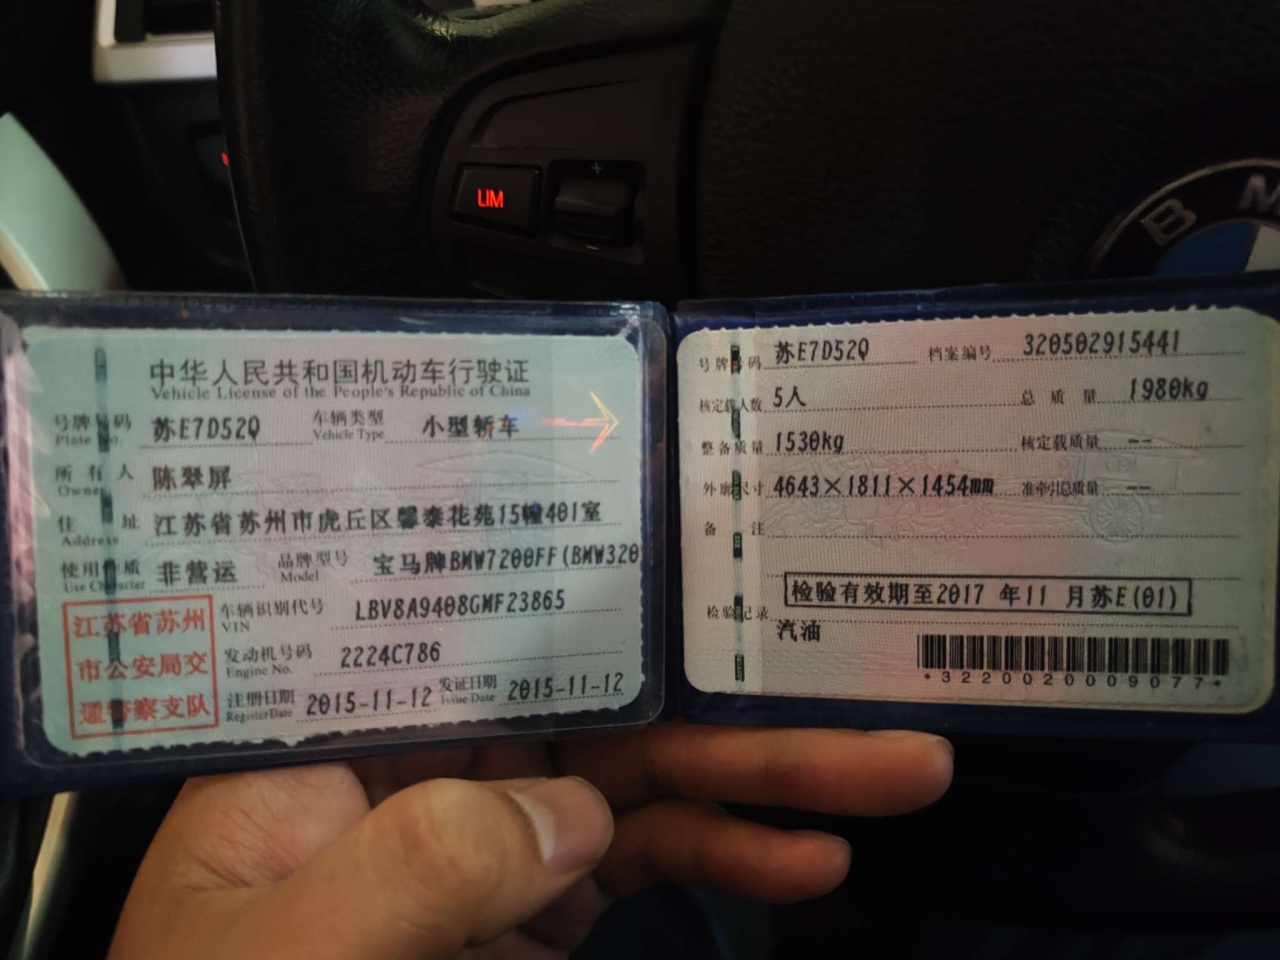 LIM
+
−
B M
中华人民共和国机动车行驶证
Vehicle License of the People's Republic of China
号牌号码 苏E7D52Q 车辆类型 小型轿车
Plate No. Vehicle Type
所有人 陈翠屏
Owner
住址 江苏省苏州市虎丘区馨泰花苑15幢401室
Address
使用性质 非营运 品牌型号 宝马牌BMW7200FF(BMW320
Use Character Model
江苏省苏州
市公安局交
通警察支队
车辆识别代号 LBV8A9408GMF23865
VIN
发动机号码 2224C786
Engine No.
注册日期 2015-11-12 发证日期 2015-11-12
Register Date Issue Date
号牌号码 苏E7D52Q 档案编号 320502915441
核定载人数 5人 总质量 1980kg
整备质量 1530kg 核定载质量 --
外廓尺寸 4643×1811×1454mm 准牵引总质量 --
备注
检验有效期至2017 年11 月苏E(01)
检验记录
汽油
*3220020009077*